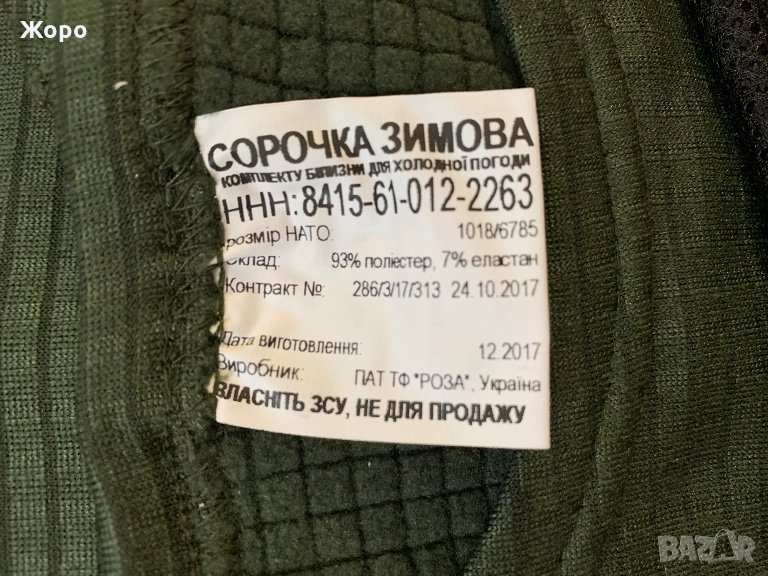 Жоро
СОРОЧКА ЗИМОВА
КОМПЛЕКТУ БІЛИЗНИ ДЛЯ ХОЛОДНОЇ ПОГОДИ
ННН: 8415-61-012-2263
розмір НАТО: 1018/6785
Склад: 93% поліестер, 7% еластан
Контракт №: 286/3/17/313 24.10.2017
Дата виготовлення: 12.2017
Виробник: ПАТ ТФ "РОЗА", Україна
ВЛАСНІТЬ ЗСУ, НЕ ДЛЯ ПРОДАЖУ
BAZAR